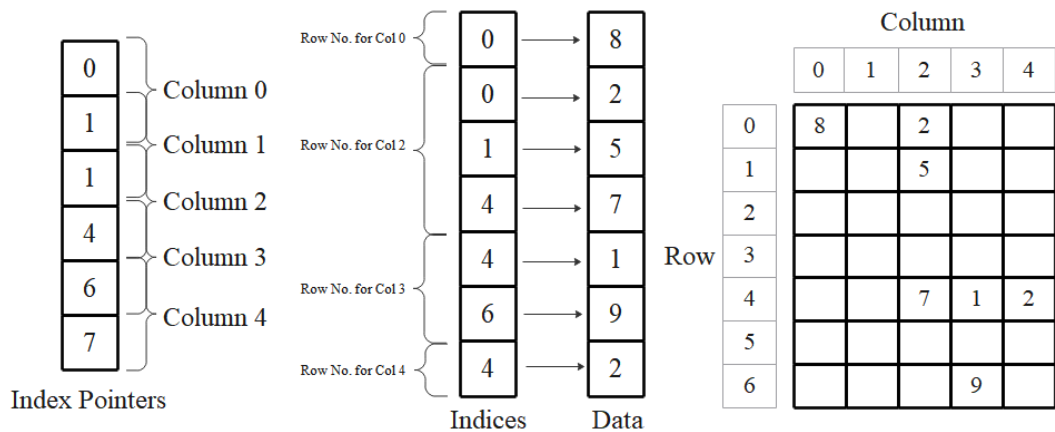 0
1
1
4
6
7
Column 0
Column 1
Column 2
Column 3
Column 4
Index Pointers
Row No. for Col 0
Row No. for Col 2
Row No. for Col 3
Row No. for Col 4
0
0
1
4
4
6
4
Indices
8
2
5
7
1
9
2
Data
Column
0 1 2 3 4
Row
0 8 2
1 5
2
3
4 7 1 2
5
6 9